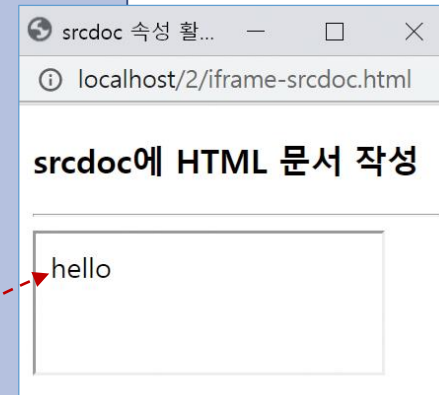 srcdoc 속성 활...
localhost/2/iframe-srcdoc.html
srcdoc에 HTML 문서 작성
hello